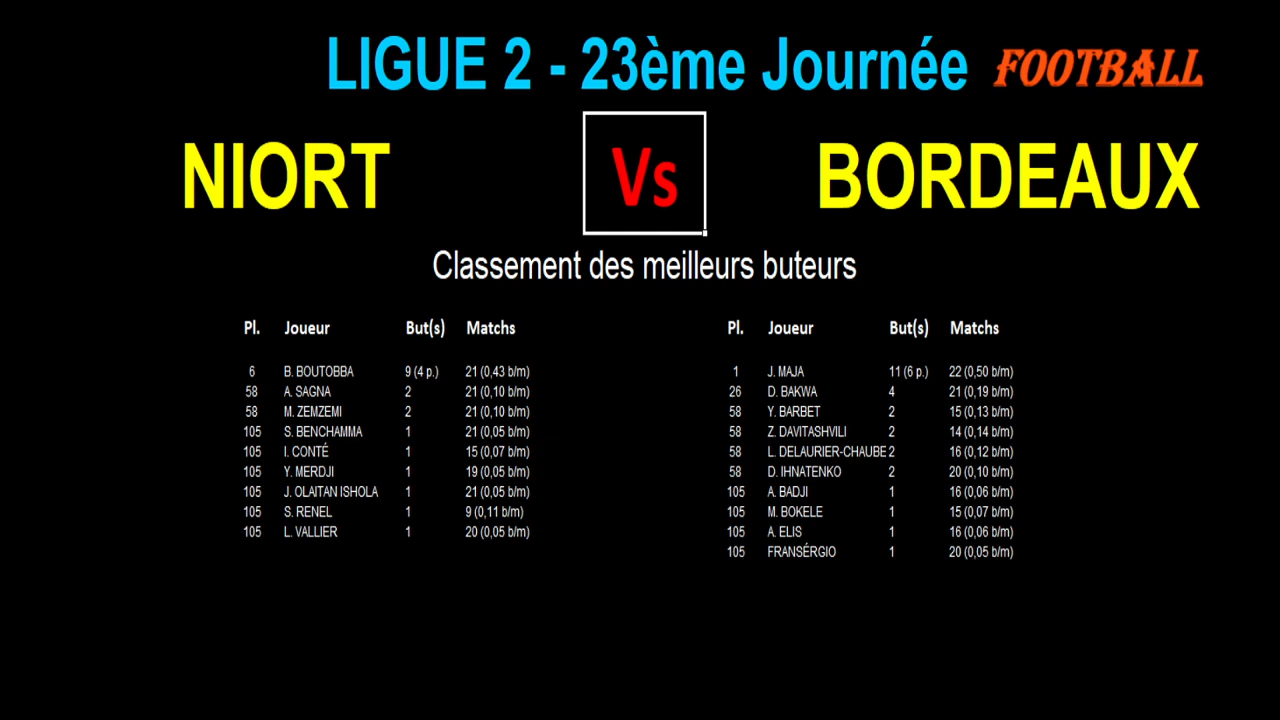 LIGUE 2 - 23ème Journée FOOTBALL
NIORT Vs BORDEAUX
Classement des meilleurs buteurs
Pl. Joueur But(s) Matchs
6 B. BOUTOBBA 9 (4 p.) 21 (0,43 b/m)
58 A. SAGNA 2 21 (0,10 b/m)
58 M. ZEMZEMI 2 21 (0,10 b/m)
105 S. BENCHAMMA 1 21 (0,05 b/m)
105 I. CONTÉ 1 15 (0,07 b/m)
105 Y. MERDJI 1 19 (0,05 b/m)
105 J. OLAITAN ISHOLA 1 21 (0,05 b/m)
105 S. RENEL 1 9 (0,11 b/m)
105 L. VALLIER 1 20 (0,05 b/m)
Pl. Joueur But(s) Matchs
1 J. MAJA 11 (6 p.) 22 (0,50 b/m)
26 D. BAKWA 4 21 (0,19 b/m)
58 Y. BARBET 2 15 (0,13 b/m)
58 Z. DAVITASHVILI 2 14 (0,14 b/m)
58 L. DELAURIER-CHAUBE 2 16 (0,12 b/m)
58 D. IHNATENKO 2 20 (0,10 b/m)
105 A. BADJI 1 16 (0,06 b/m)
105 M. BOKELE 1 15 (0,07 b/m)
105 A. ELIS 1 16 (0,06 b/m)
105 FRANSÉRGIO 1 20 (0,05 b/m)